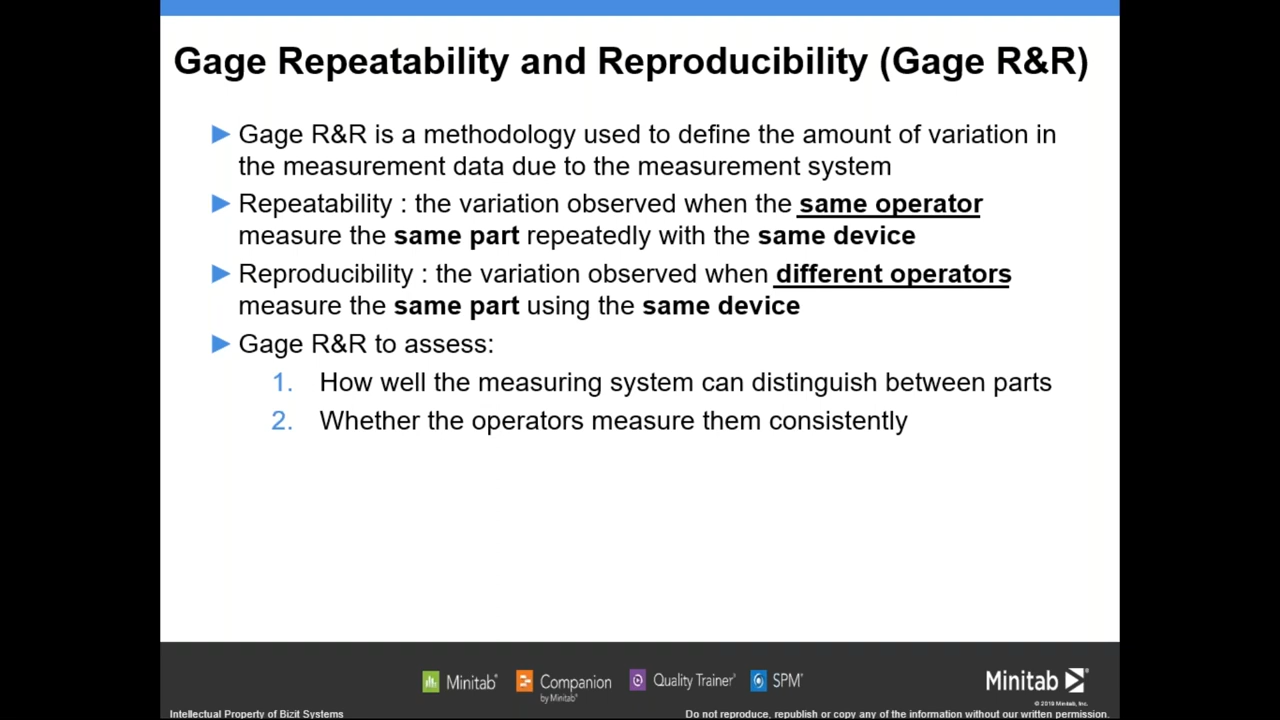 Gage Repeatability and Reproducibility (Gage R&R)
Gage R&R is a methodology used to define the amount of variation in
the measurement data due to the measurement system
Repeatability : the variation observed when the same operator
measure the same part repeatedly with the same device
Reproducibility : the variation observed when different operators
measure the same part using the same device
Gage R&R to assess:
1. How well the measuring system can distinguish between parts
2. Whether the operators measure them consistently
Minitab®
Companion
by Minitab®
Quality Trainer®
SPM®
Minitab®
© 2019 Minitab, Inc.
Intellectual Property of Bizit Systems
Do not reproduce, republish or copy any of the information without our written permission.